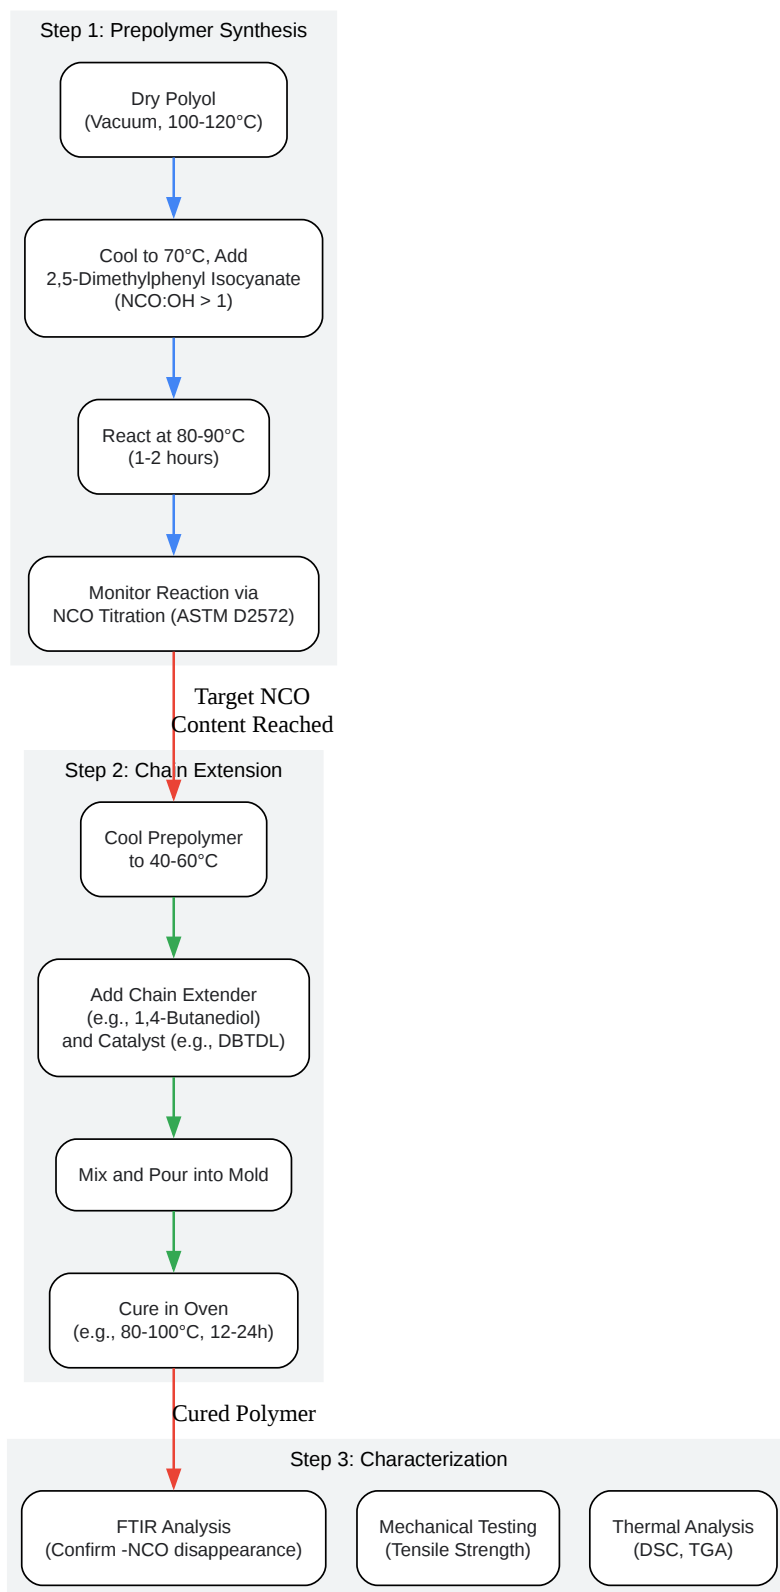 Step 1: Prepolymer Synthesis
Dry Polyol
(Vacuum, 100-120°C)
Cool to 70°C, Add
2,5-Dimethylphenyl Isocyanate
(NCO:OH > 1)
React at 80-90°C
(1-2 hours)
Monitor Reaction via
NCO Titration (ASTM D2572)
Target NCO
Content Reached
Step 2: Chain Extension
Cool Prepolymer
to 40-60°C
Add Chain Extender
(e.g., 1,4-Butanediol)
and Catalyst (e.g., DBTDL)
Mix and Pour into Mold
Cure in Oven
(e.g., 80-100°C, 12-24h)
Cured Polymer
Step 3: Characterization
FTIR Analysis
(Confirm -NCO disappearance)
Mechanical Testing
(Tensile Strength)
Thermal Analysis
(DSC, TGA)